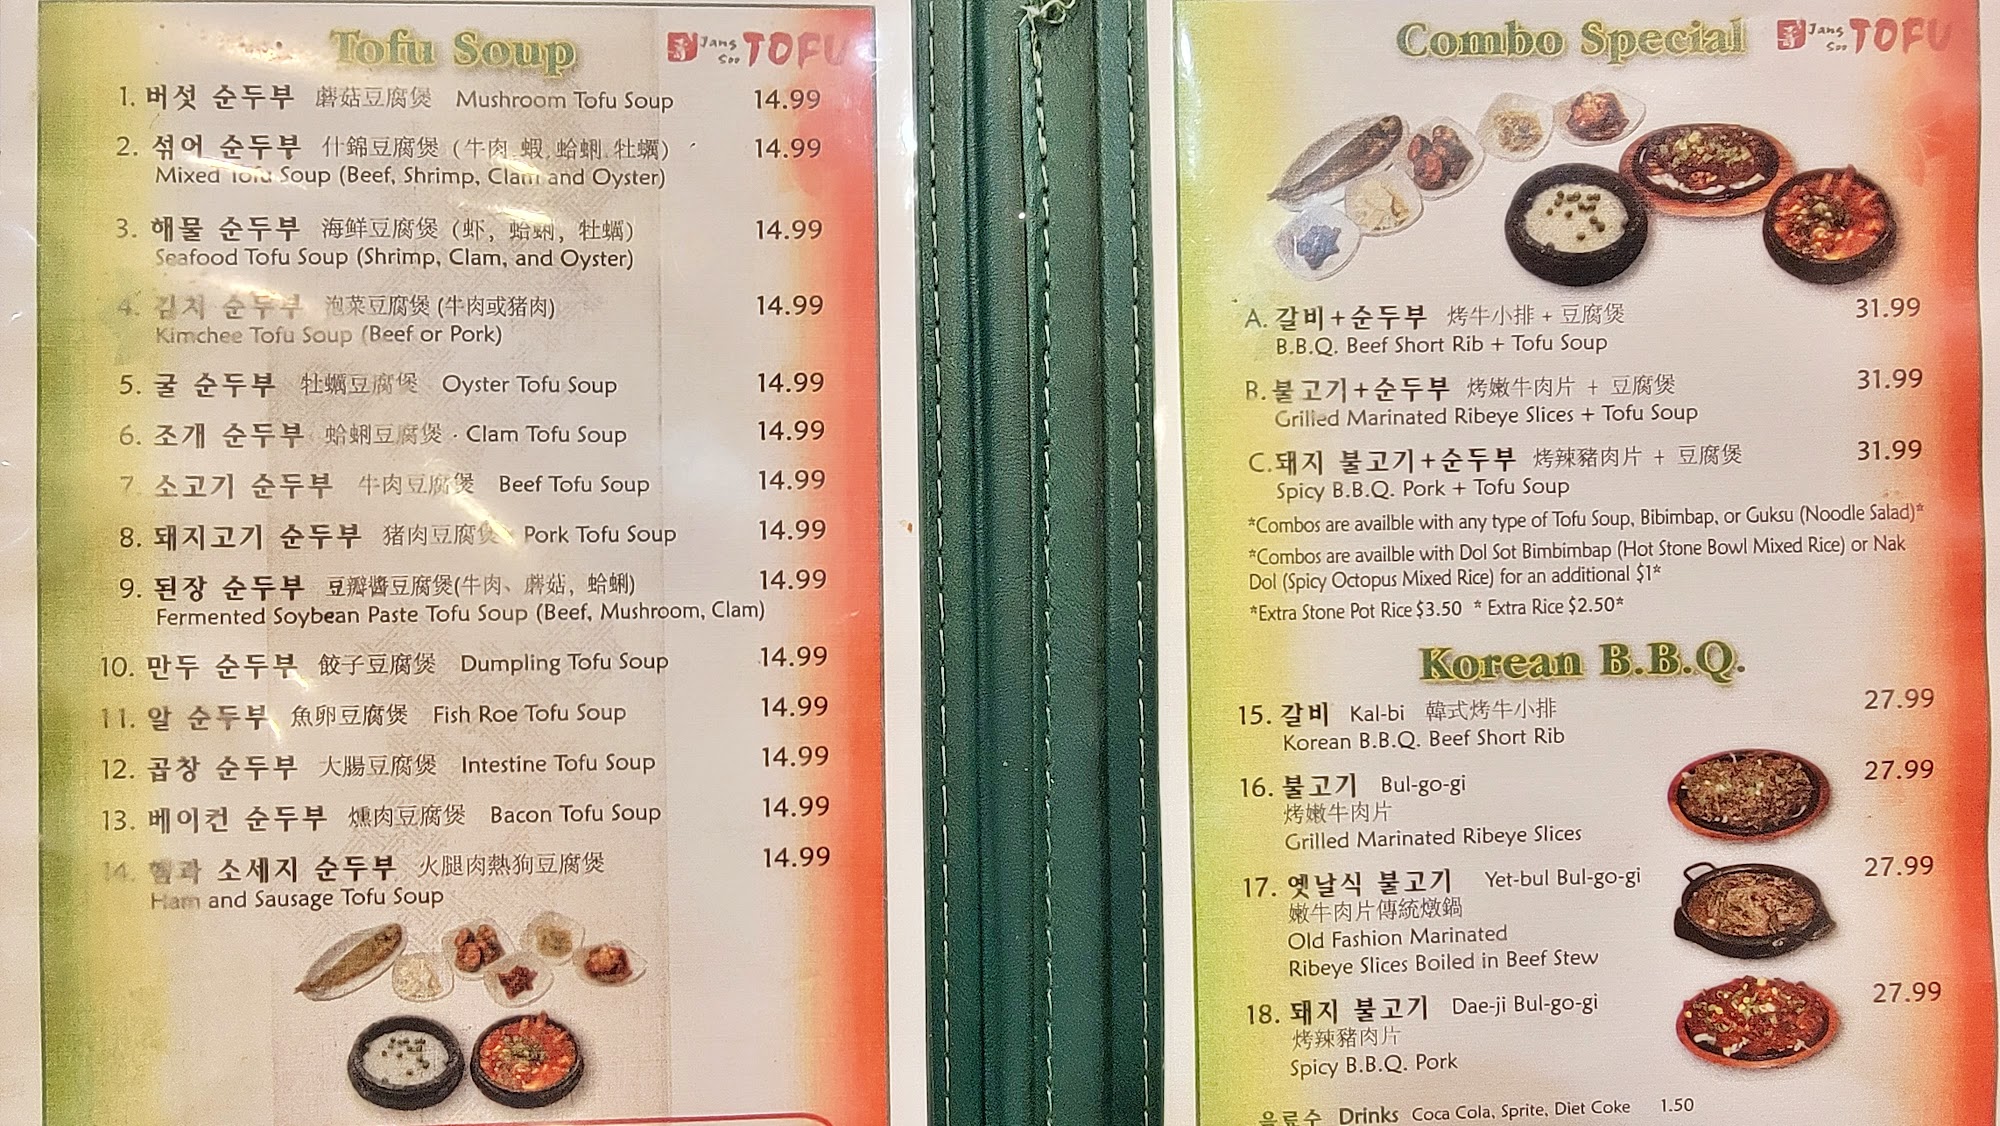 Tofu Soup
Jang Soo TOFU
1. 버섯 순두부 蘑菇豆腐煲 Mushroom Tofu Soup 14.99
2. 섞어 순두부 什錦豆腐煲 (牛肉.蝦.蛤蜊.牡蠣) 14.99
Mixed Tofu Soup (Beef, Shrimp, Clam and Oyster)
3. 해물 순두부 海鮮豆腐煲 (虾, 蛤蜊, 牡蠣) 14.99
Seafood Tofu Soup (Shrimp, Clam, and Oyster)
4. 김치 순두부 泡菜豆腐煲 (牛肉或猪肉) 14.99
Kimchee Tofu Soup (Beef or Pork)
5. 굴 순두부 牡蠣豆腐煲 Oyster Tofu Soup 14.99
6. 조개 순두부 蛤蜊豆腐煲 Clam Tofu Soup 14.99
7. 소고기 순두부 牛肉豆腐煲 Beef Tofu Soup 14.99
8. 돼지고기 순두부 猪肉豆腐煲 Pork Tofu Soup 14.99
9. 된장 순두부 豆瓣醬豆腐煲(牛肉、蘑菇, 蛤蜊) 14.99
Fermented Soybean Paste Tofu Soup (Beef, Mushroom, Clam)
10. 만두 순두부 餃子豆腐煲 Dumpling Tofu Soup 14.99
11. 알 순두부 魚卵豆腐煲 Fish Roe Tofu Soup 14.99
12. 곱창 순두부 大腸豆腐煲 Intestine Tofu Soup 14.99
13. 베이컨 순두부 燻肉豆腐煲 Bacon Tofu Soup 14.99
14. 햄과 소세지 순두부 火腿肉熱狗豆腐煲 14.99
Ham and Sausage Tofu Soup
Combo Special
Jang Soo TOFU
A. 갈비+순두부 烤牛小排 + 豆腐煲 31.99
B.B.Q. Beef Short Rib + Tofu Soup
B. 불고기+순두부 烤嫩牛肉片 + 豆腐煲 31.99
Grilled Marinated Ribeye Slices + Tofu Soup
C. 돼지 불고기+순두부 烤辣豬肉片 + 豆腐煲 31.99
Spicy B.B.Q. Pork + Tofu Soup
*Combos are availble with any type of Tofu Soup, Bibimbap, or Guksu (Noodle Salad)*
*Combos are availble with Dol Sot Bimbimbap (Hot Stone Bowl Mixed Rice) or Nak
Dol (Spicy Octopus Mixed Rice) for an additional $1*
*Extra Stone Pot Rice $3.50 * Extra Rice $2.50*
Korean B.B.Q.
15. 갈비 Kal-bi 韓式烤牛小排 27.99
Korean B.B.Q. Beef Short Rib
16. 불고기 Bul-go-gi 27.99
烤嫩牛肉片
Grilled Marinated Ribeye Slices
17. 옛날식 불고기 Yet-bul Bul-go-gi 27.99
嫩牛肉片傳統燉鍋
Old Fashion Marinated
Ribeye Slices Boiled in Beef Stew
18. 돼지 불고기 Dae-ji Bul-go-gi 27.99
烤辣豬肉片
Spicy B.B.Q. Pork
음료수 Drinks Coca Cola, Sprite, Diet Coke 1.50